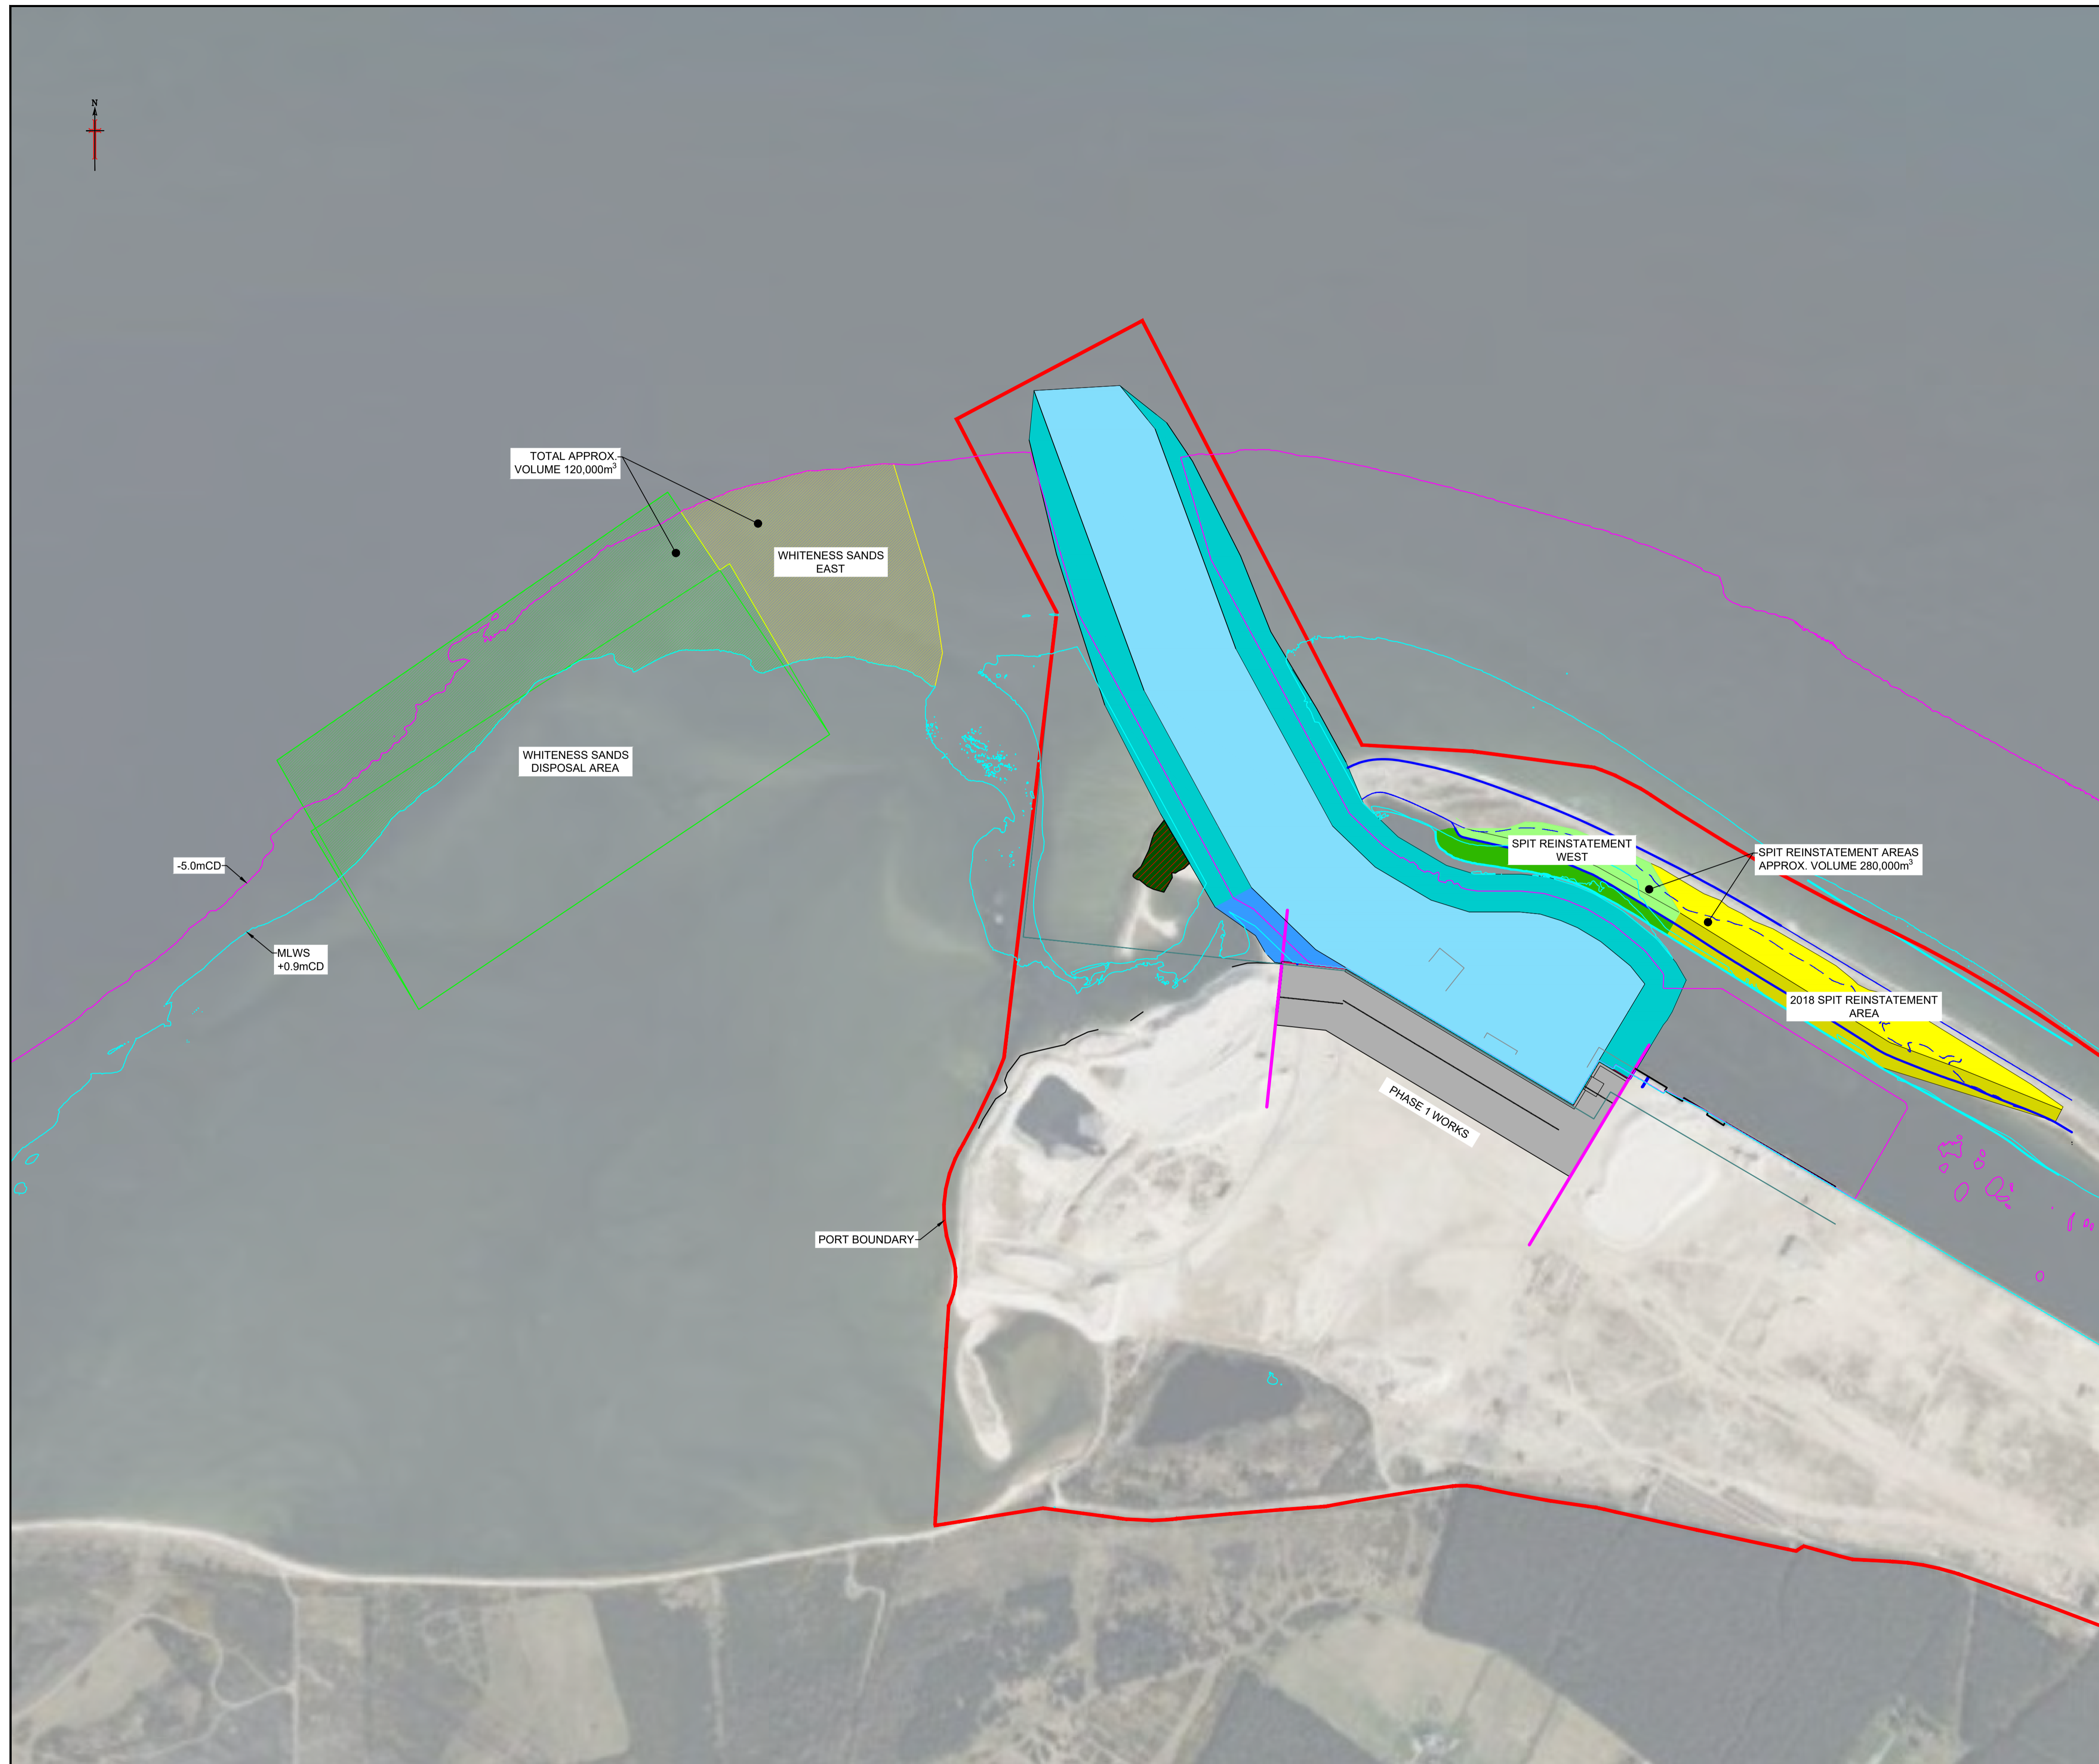 N
TOTAL APPROX.
VOLUME 120,000m³
WHITENESS SANDS
EAST
WHITENESS SANDS
DISPOSAL AREA
SPIT REINSTATEMENT
WEST
SPIT REINSTATEMENT AREAS
APPROX. VOLUME 280,000m³
-5.0mCD
MLWS
+0.9mCD
2018 SPIT REINSTATEMENT
AREA
PHASE 1 WORKS
PORT BOUNDARY